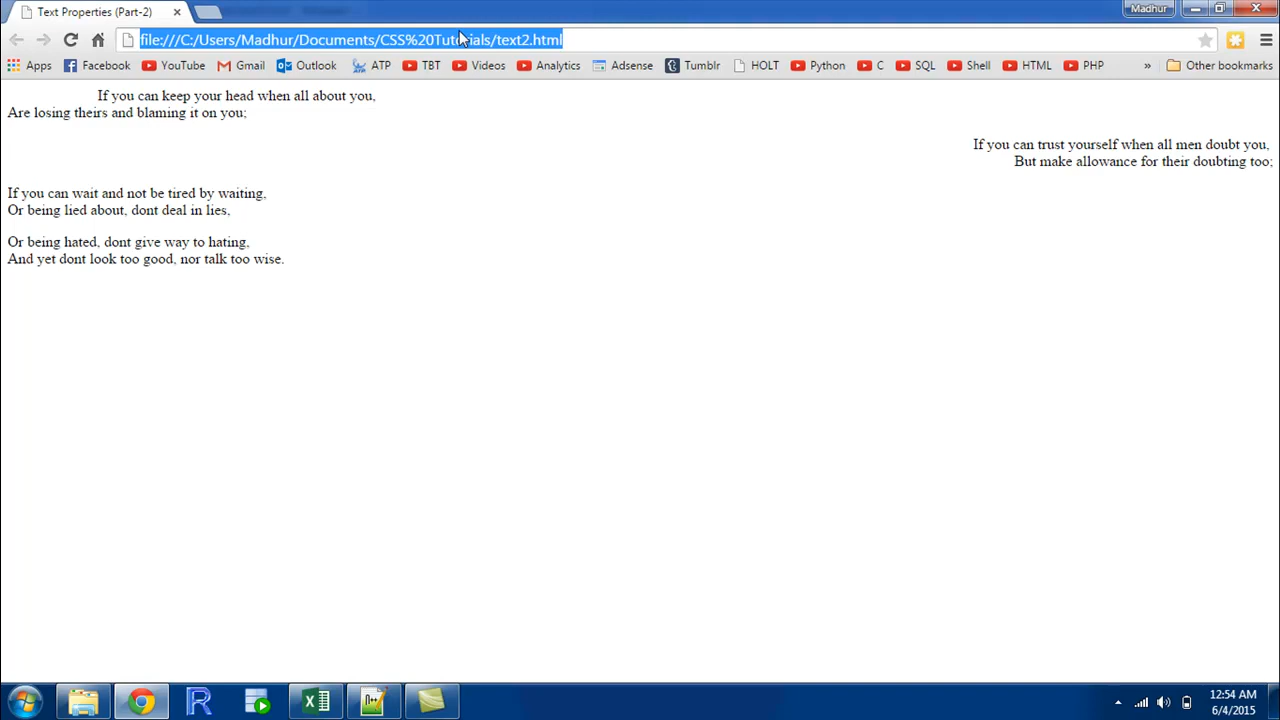 Text Properties (Part-2)
Madhur
file:///C:/Users/Madhur/Documents/CSS%20Tutorials/text2.html
Apps Facebook YouTube Gmail Outlook ATP TBT Videos Analytics Adsense Tumblr HOLT Python C SQL Shell HTML PHP » Other bookmarks
If you can keep your head when all about you,
Are losing theirs and blaming it on you;
If you can trust yourself when all men doubt you,
But make allowance for their doubting too;
If you can wait and not be tired by waiting,
Or being lied about, dont deal in lies,
Or being hated, dont give way to hating,
And yet dont look too good, nor talk too wise.
12:54 AM
6/4/2015